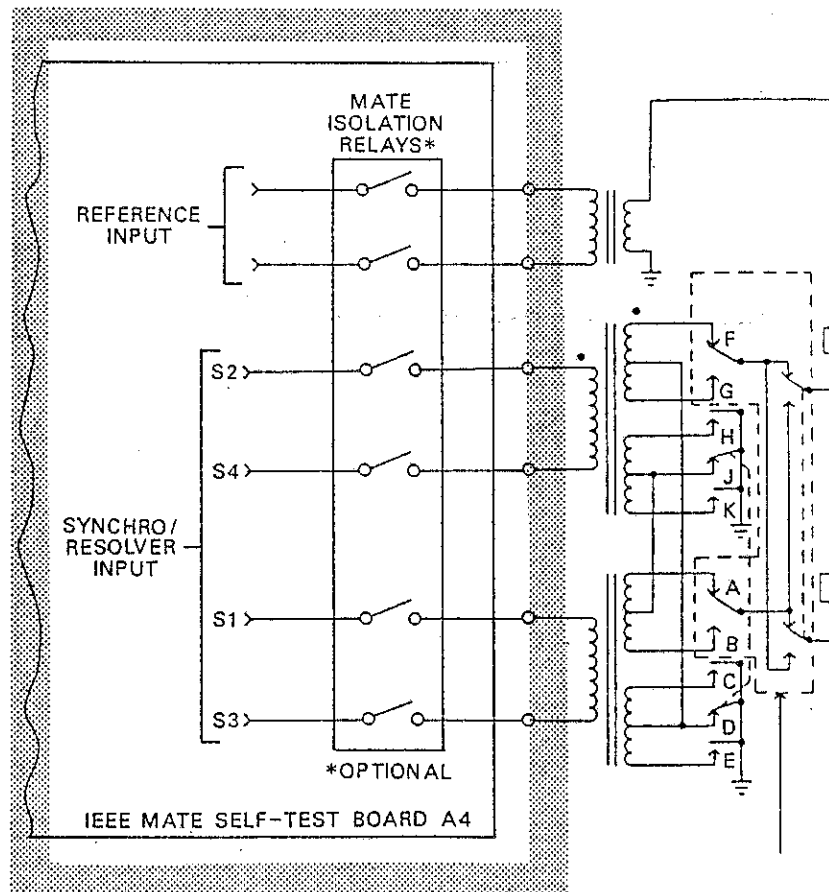 MATE
ISOLATION
RELAYS*
REFERENCE
INPUT
S2
S4
SYNCHRO/
RESOLVER
INPUT
S1
S3
*OPTIONAL
IEEE MATE SELF-TEST BOARD A4
F
G
H
J
K
A
B
C
D
E